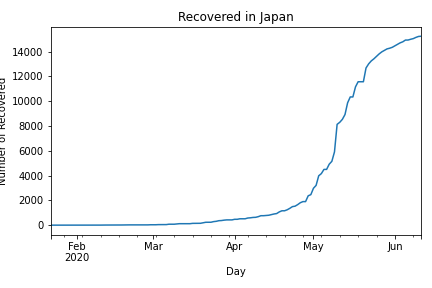 Recovered in Japan
Number of Recovered
14000
12000
10000
8000
6000
4000
2000
0
Feb
2020
Mar
Apr
May
Jun
Day